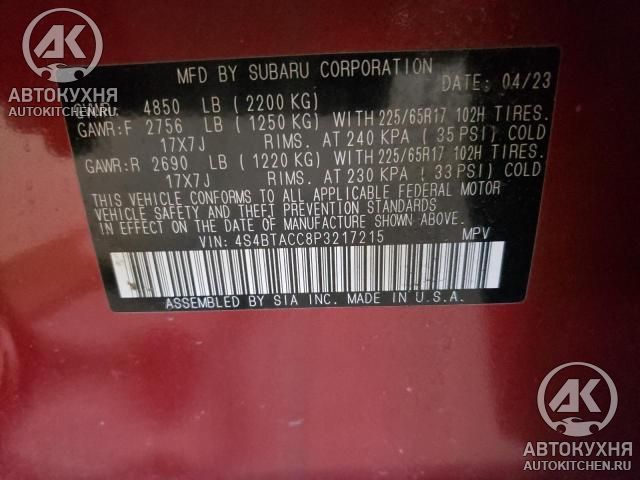 AK
АВТОКУХНЯ
AUTOKITCHEN.RU
MFD BY SUBARU CORPORATION
DATE: 04/23
GVWR: 4850 LB (2200 KG)
GAWR:F 2756 LB (1250 KG) WITH 225/65R17 102H TIRES.
17X7J RIMS. AT 240 KPA (35 PSI) COLD
GAWR:R 2690 LB (1220 KG) WITH 225/65R17 102H TIRES.
17X7J RIMS. AT 230 KPA (33 PSI) COLD
THIS VEHICLE CONFORMS TO ALL APPLICABLE FEDERAL MOTOR
VEHICLE SAFETY AND THEFT PREVENTION STANDARDS
IN EFFECT ON THE DATE OF MANUFACTURE SHOWN ABOVE.
VIN: 4S4BTACC8P3217215 MPV
ASSEMBLED BY SIA INC. MADE IN U.S.A.
AK
АВТОКУХНЯ
AUTOKITCHEN.RU